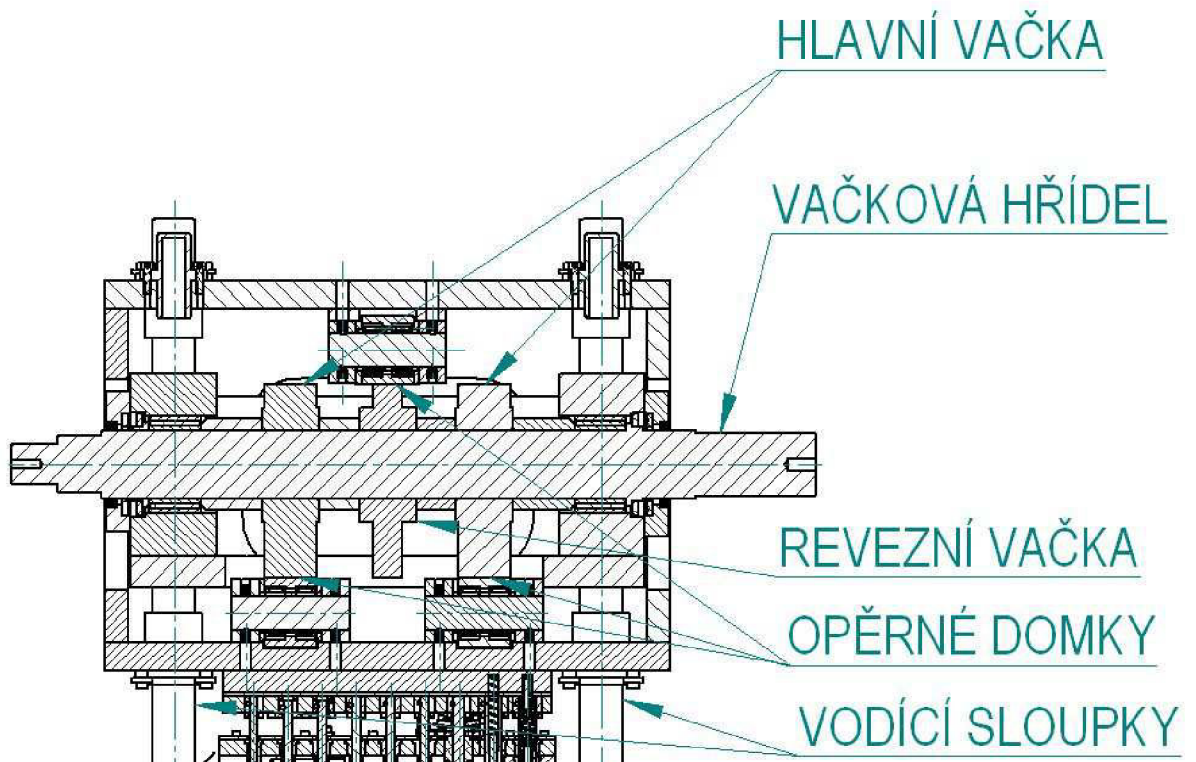 HLAVNÍ VAČKA
VAČKOVÁ HŘÍDEL
REVEZNÍ VAČKA
OPĚRNÉ DOMKY
VODÍCÍ SLOUPKY